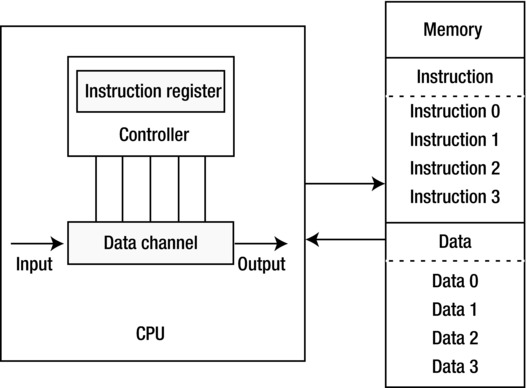 Instruction register
Controller
Input
Data channel
Output
CPU
Memory
Instruction
Instruction 0
Instruction 1
Instruction 2
Instruction 3
Data
Data 0
Data 1
Data 2
Data 3